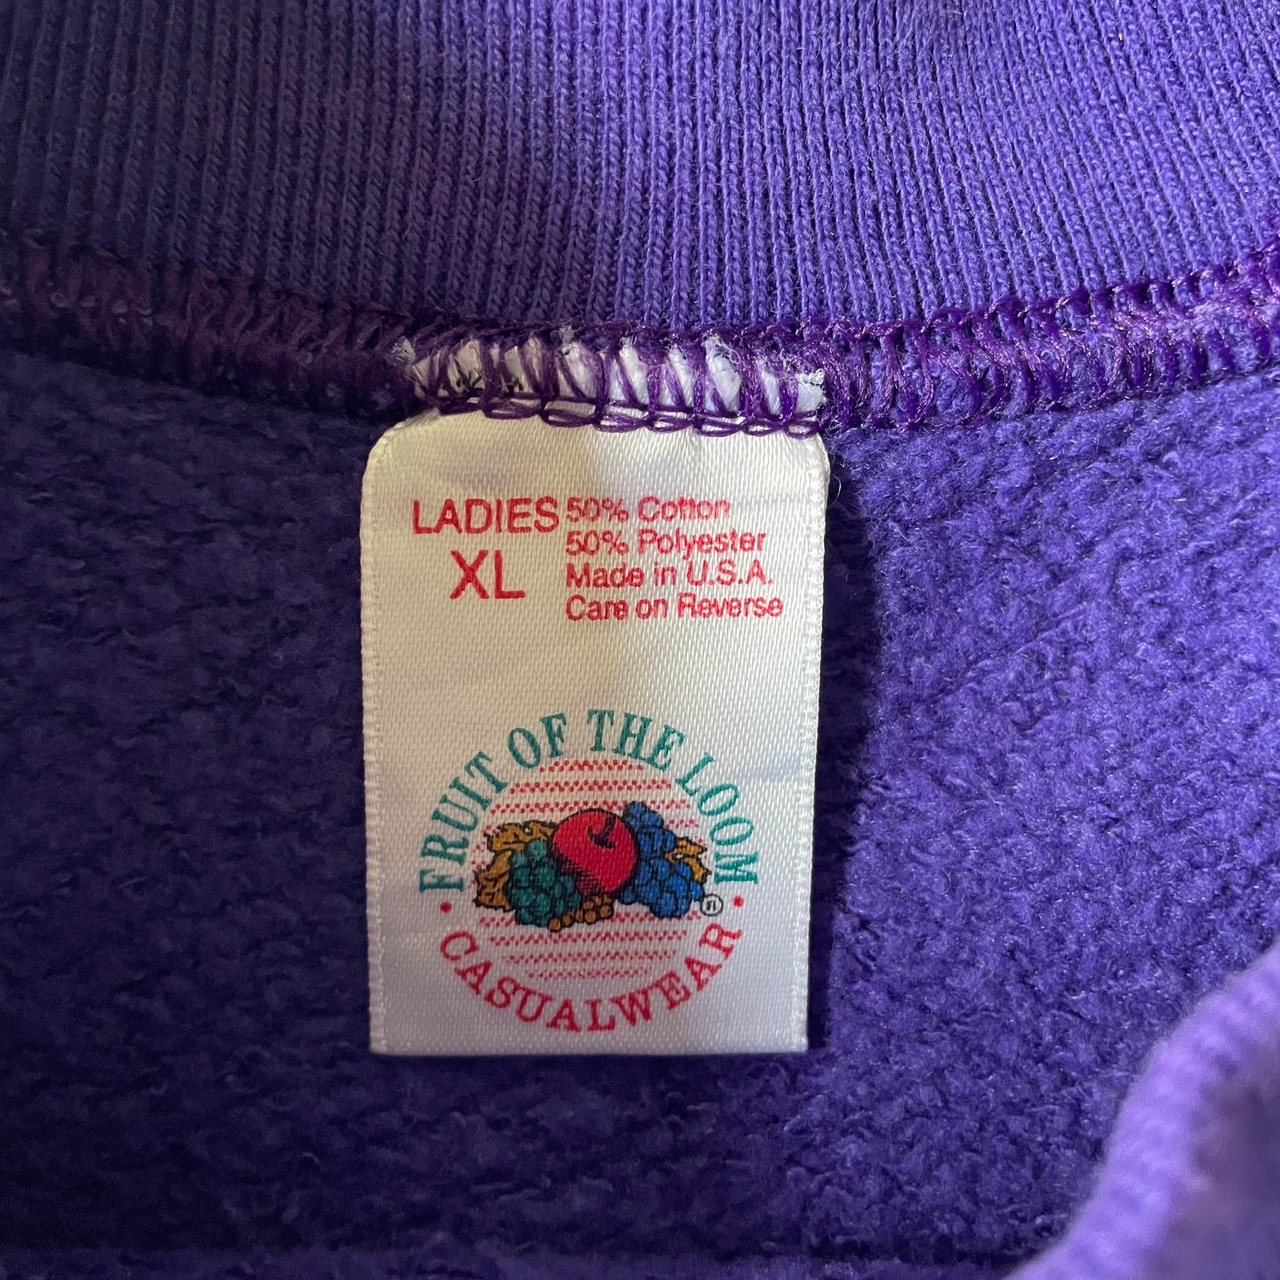 LADIES
XL
50% Cotton
50% Polyester
Made in U.S.A.
Care on Reverse
FRUIT OF THE LOOM
®
• CASUALWEAR •